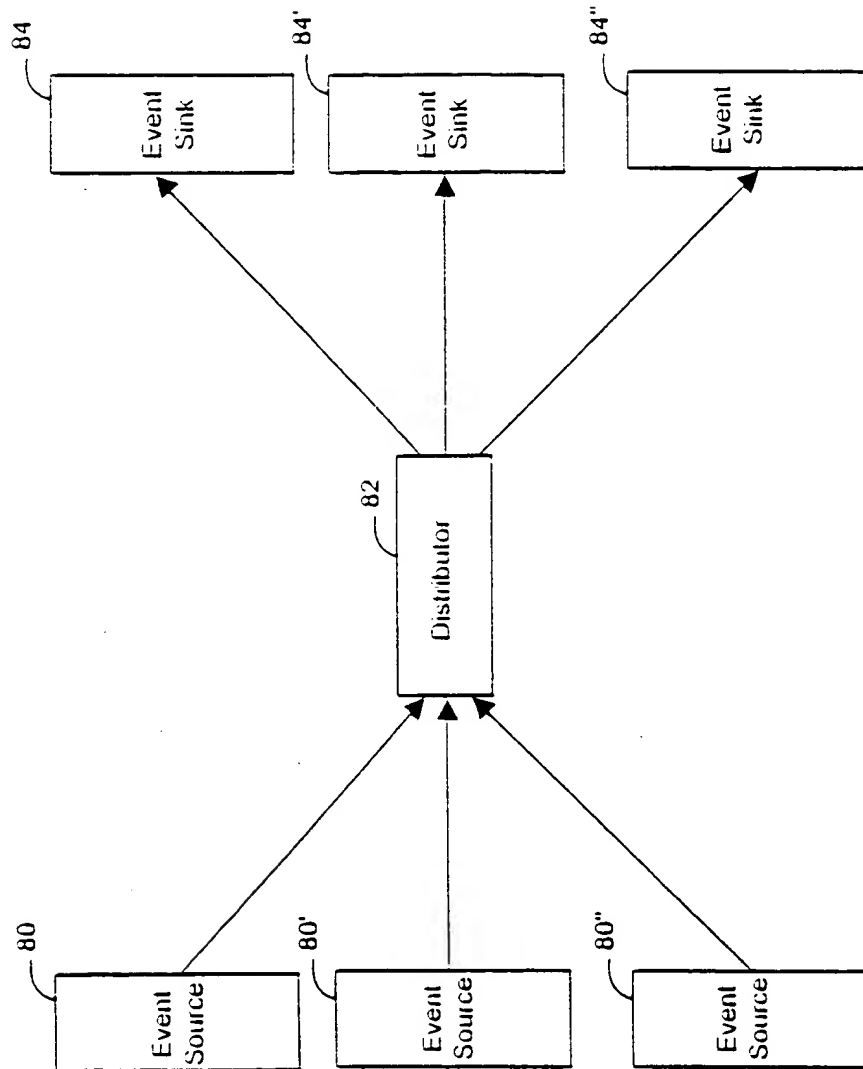 84
Event
Sink
84'
Event
Sink
84"
Event
Sink
82
Distributor
80
Event
Source
80'
Event
Source
80"
Event
Source